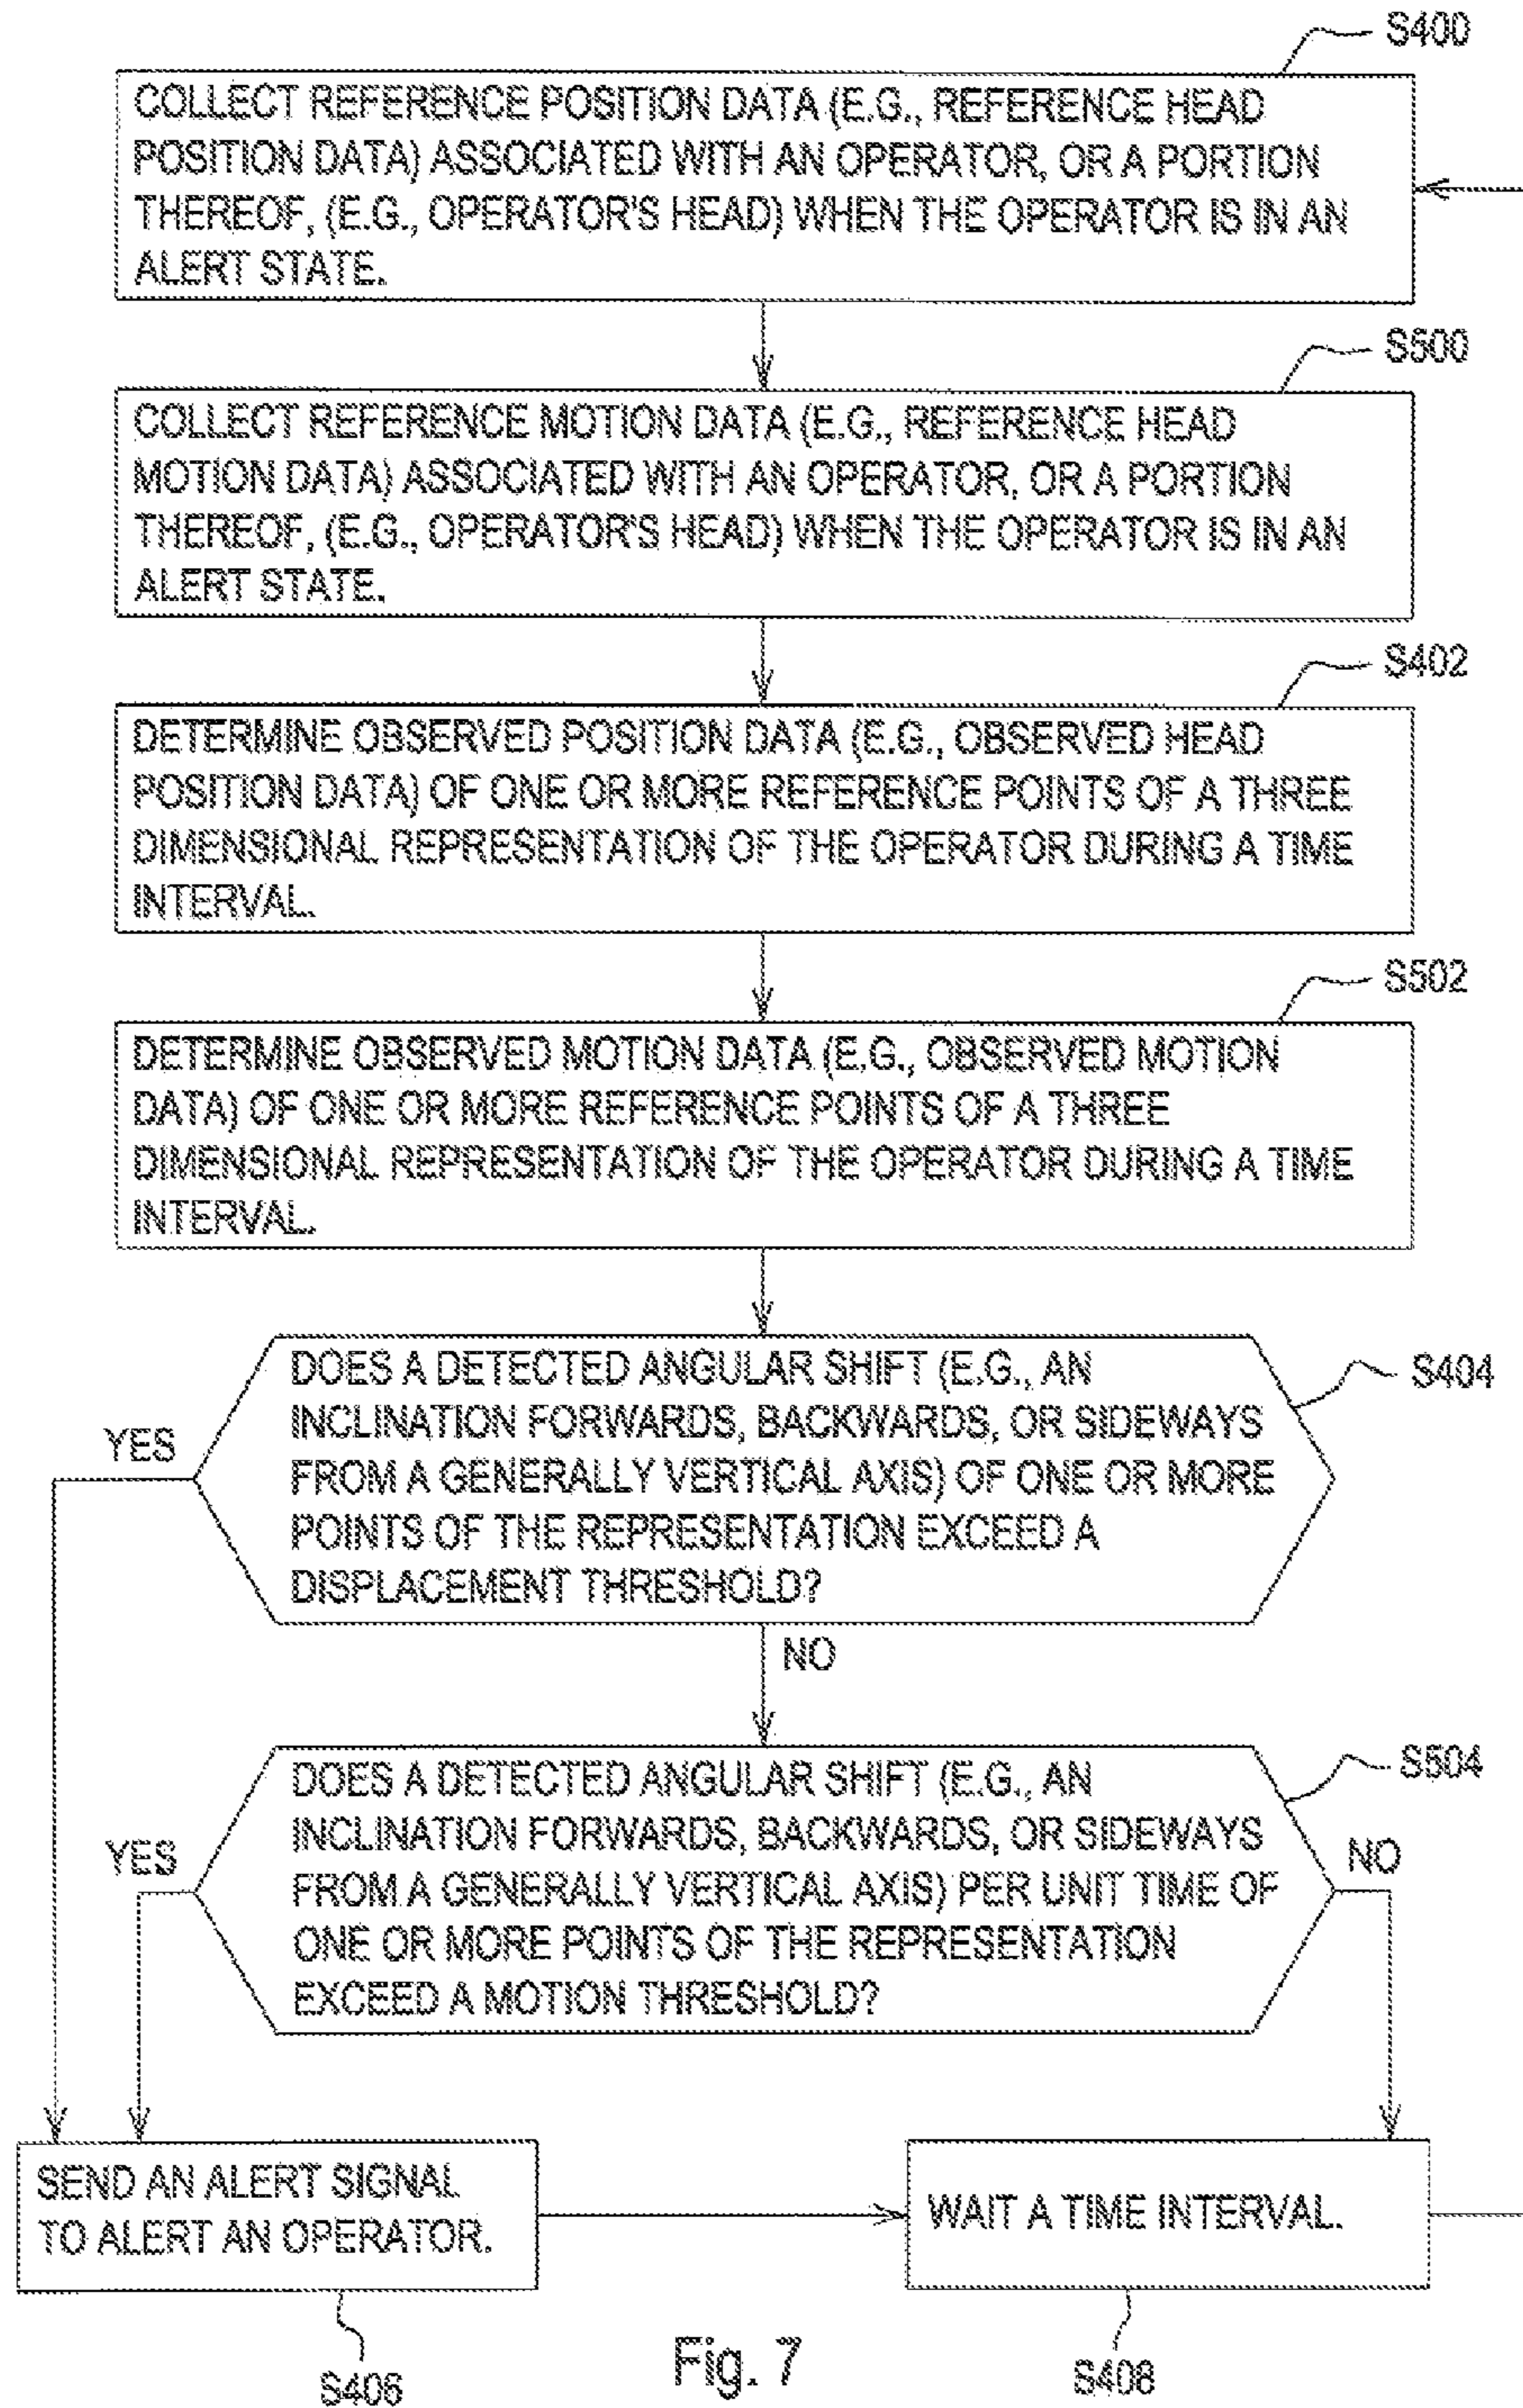 S400
COLLECT REFERENCE POSITION DATA (E.G., REFERENCE HEAD
POSITION DATA) ASSOCIATED WITH AN OPERATOR, OR A PORTION
THEREOF, (E.G., OPERATOR'S HEAD) WHEN THE OPERATOR IS IN AN
ALERT STATE.
S500
COLLECT REFERENCE MOTION DATA (E.G., REFERENCE HEAD
MOTION DATA) ASSOCIATED WITH AN OPERATOR, OR A PORTION
THEREOF, (E.G., OPERATOR'S HEAD) WHEN THE OPERATOR IS IN AN
ALERT STATE.
S402
DETERMINE OBSERVED POSITION DATA (E.G., OBSERVED HEAD
POSITION DATA) OF ONE OR MORE REFERENCE POINTS OF A THREE
DIMENSIONAL REPRESENTATION OF THE OPERATOR DURING A TIME
INTERVAL.
S502
DETERMINE OBSERVED MOTION DATA (E.G., OBSERVED MOTION
DATA) OF ONE OR MORE REFERENCE POINTS OF A THREE
DIMENSIONAL REPRESENTATION OF THE OPERATOR DURING A TIME
INTERVAL.
S404
DOES A DETECTED ANGULAR SHIFT (E.G., AN
INCLINATION FORWARDS, BACKWARDS, OR SIDEWAYS
FROM A GENERALLY VERTICAL AXIS) OF ONE OR MORE
POINTS OF THE REPRESENTATION EXCEED A
DISPLACEMENT THRESHOLD?
YES
NO
S504
DOES A DETECTED ANGULAR SHIFT (E.G., AN
INCLINATION FORWARDS, BACKWARDS, OR SIDEWAYS
FROM A GENERALLY VERTICAL AXIS) PER UNIT TIME OF
ONE OR MORE POINTS OF THE REPRESENTATION
EXCEED A MOTION THRESHOLD?
YES
NO
SEND AN ALERT SIGNAL
TO ALERT AN OPERATOR.
WAIT A TIME INTERVAL.
S406
S408
Fig. 7